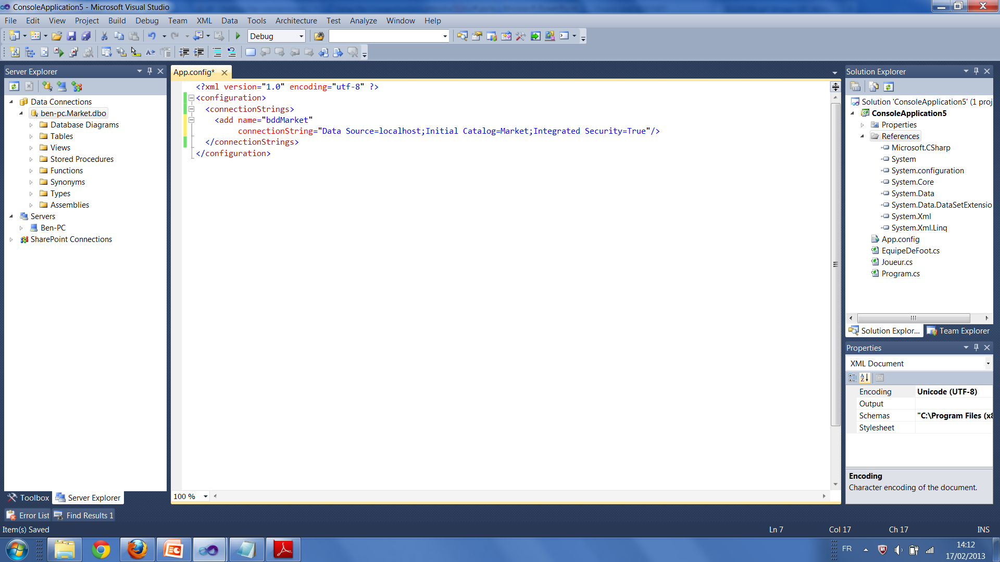 ConsoleApplication5 - Microsoft Visual Studio
File Edit View Project Build Debug Team XML Data Tools Architecture Test Analyze Window Help
Debug
Server Explorer
Data Connections
ben-pc.Market.dbo
Database Diagrams
Tables
Views
Stored Procedures
Functions
Synonyms
Types
Assemblies
Servers
Ben-PC
SharePoint Connections
Toolbox
Server Explorer
App.config*
<?xml version="1.0" encoding="utf-8" ?>
<configuration>
<connectionStrings>
<add name="bddMarket"
connectionString="Data Source=localhost;Initial Catalog=Market;Integrated Security=True"/>
</connectionStrings>
</configuration>
100 %
Solution Explorer
Solution 'ConsoleApplication5' (1 proj
ConsoleApplication5
Properties
References
Microsoft.CSharp
System
System.configuration
System.Core
System.Data
System.Data.DataSetExtensio
System.Xml
System.Xml.Linq
App.config
EquipeDeFoot.cs
Joueur.cs
Program.cs
Solution Explor...
Team Explorer
Properties
XML Document
Encoding Unicode (UTF-8)
Output
Schemas "C:\Program Files (x8
Stylesheet
Encoding
Character encoding of the document.
Error List
Find Results 1
Item(s) Saved
Ln 7 Col 17 Ch 17 INS
FR
14:12
17/02/2013